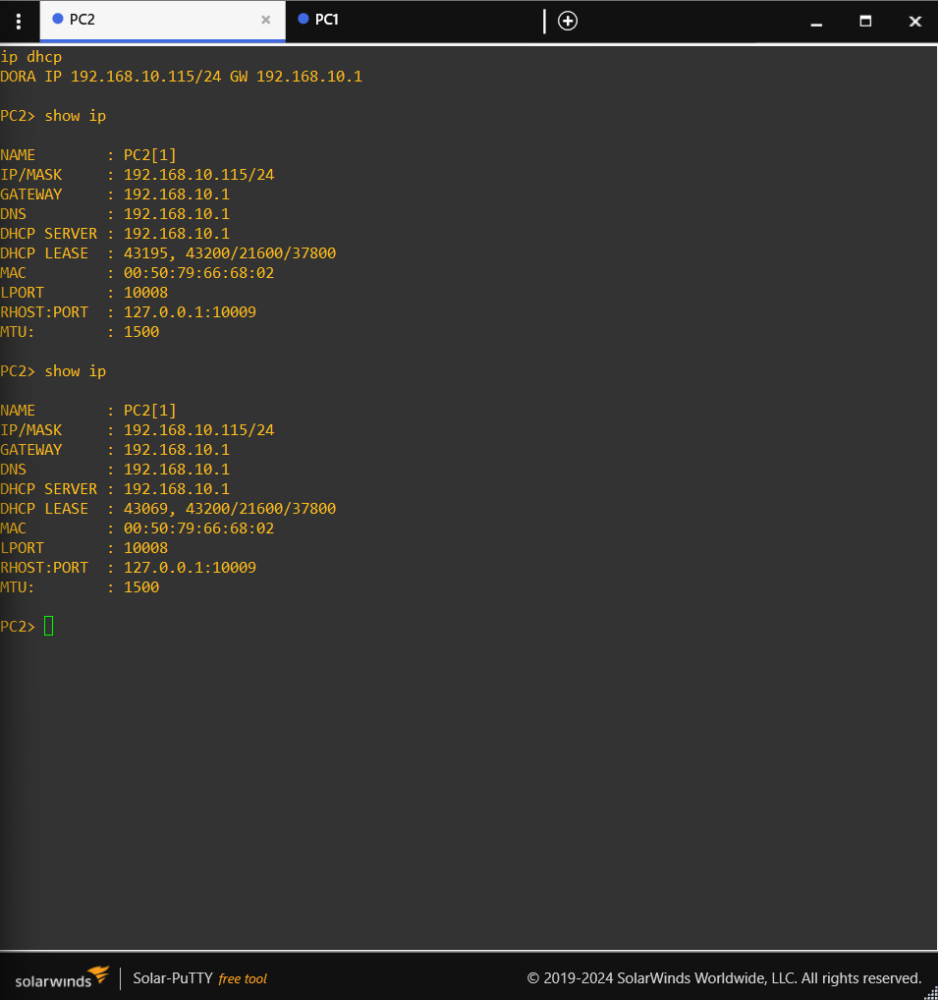 PC2
PC1
ip dhcp
DORA IP 192.168.10.115/24 GW 192.168.10.1
PC2> show ip
NAME        : PC2[1]
IP/MASK     : 192.168.10.115/24
GATEWAY     : 192.168.10.1
DNS         : 192.168.10.1
DHCP SERVER : 192.168.10.1
DHCP LEASE  : 43195, 43200/21600/37800
MAC         : 00:50:79:66:68:02
LPORT       : 10008
RHOST:PORT  : 127.0.0.1:10009
MTU:        : 1500
PC2> show ip
NAME        : PC2[1]
IP/MASK     : 192.168.10.115/24
GATEWAY     : 192.168.10.1
DNS         : 192.168.10.1
DHCP SERVER : 192.168.10.1
DHCP LEASE  : 43069, 43200/21600/37800
MAC         : 00:50:79:66:68:02
LPORT       : 10008
RHOST:PORT  : 127.0.0.1:10009
MTU:        : 1500
PC2>
solarwinds
Solar-PuTTY free tool
© 2019-2024 SolarWinds Worldwide, LLC. All rights reserved.